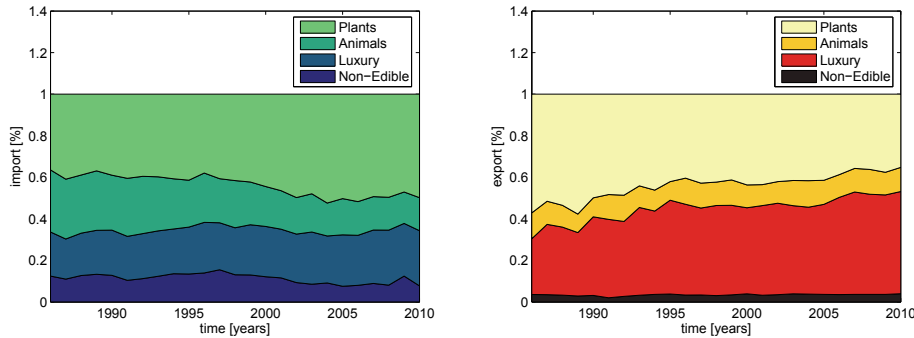 1.4
1.2
1
0.8
0.6
0.4
0.2
0
import [%]
Plants
Animals
Luxury
Non-Edible
1990
1995
2000
2005
2010
time [years]
1.4
1.2
1
0.8
0.6
0.4
0.2
0
export [%]
Plants
Animals
Luxury
Non-Edible
1990
1995
2000
2005
2010
time [years]